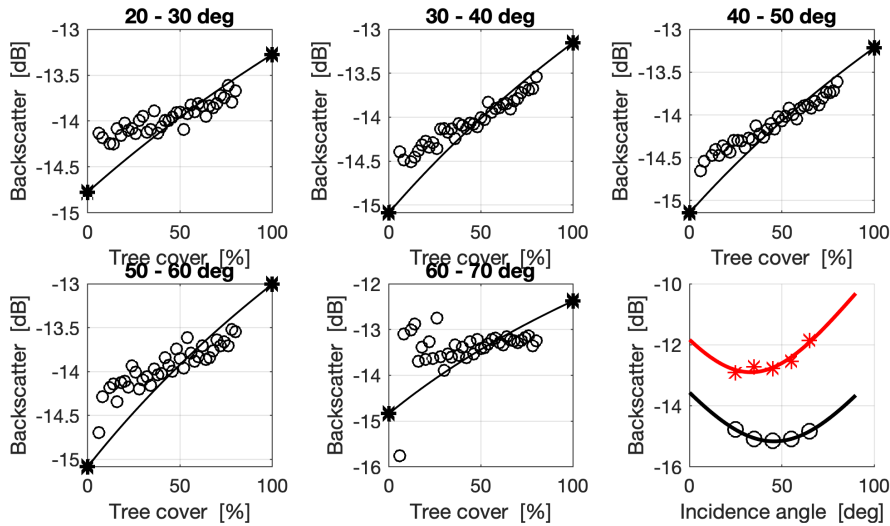 20 - 30 deg
-13
-13.5
-14
-14.5
-15
Backscatter [dB]
0 50 100
Tree cover [%]
30 - 40 deg
-13
-13.5
-14
-14.5
-15
Backscatter [dB]
0 50 100
Tree cover [%]
40 - 50 deg
-13
-13.5
-14
-14.5
-15
Backscatter [dB]
0 50 100
Tree cover [%]
50 - 60 deg
-13
-13.5
-14
-14.5
-15
Backscatter [dB]
0 50 100
Tree cover [%]
60 - 70 deg
-12
-13
-14
-15
-16
Backscatter [dB]
0 50 100
Tree cover [%]
-10
-12
-14
-16
Backscatter [dB]
0 20 40 60 80 100
Incidence angle [deg]